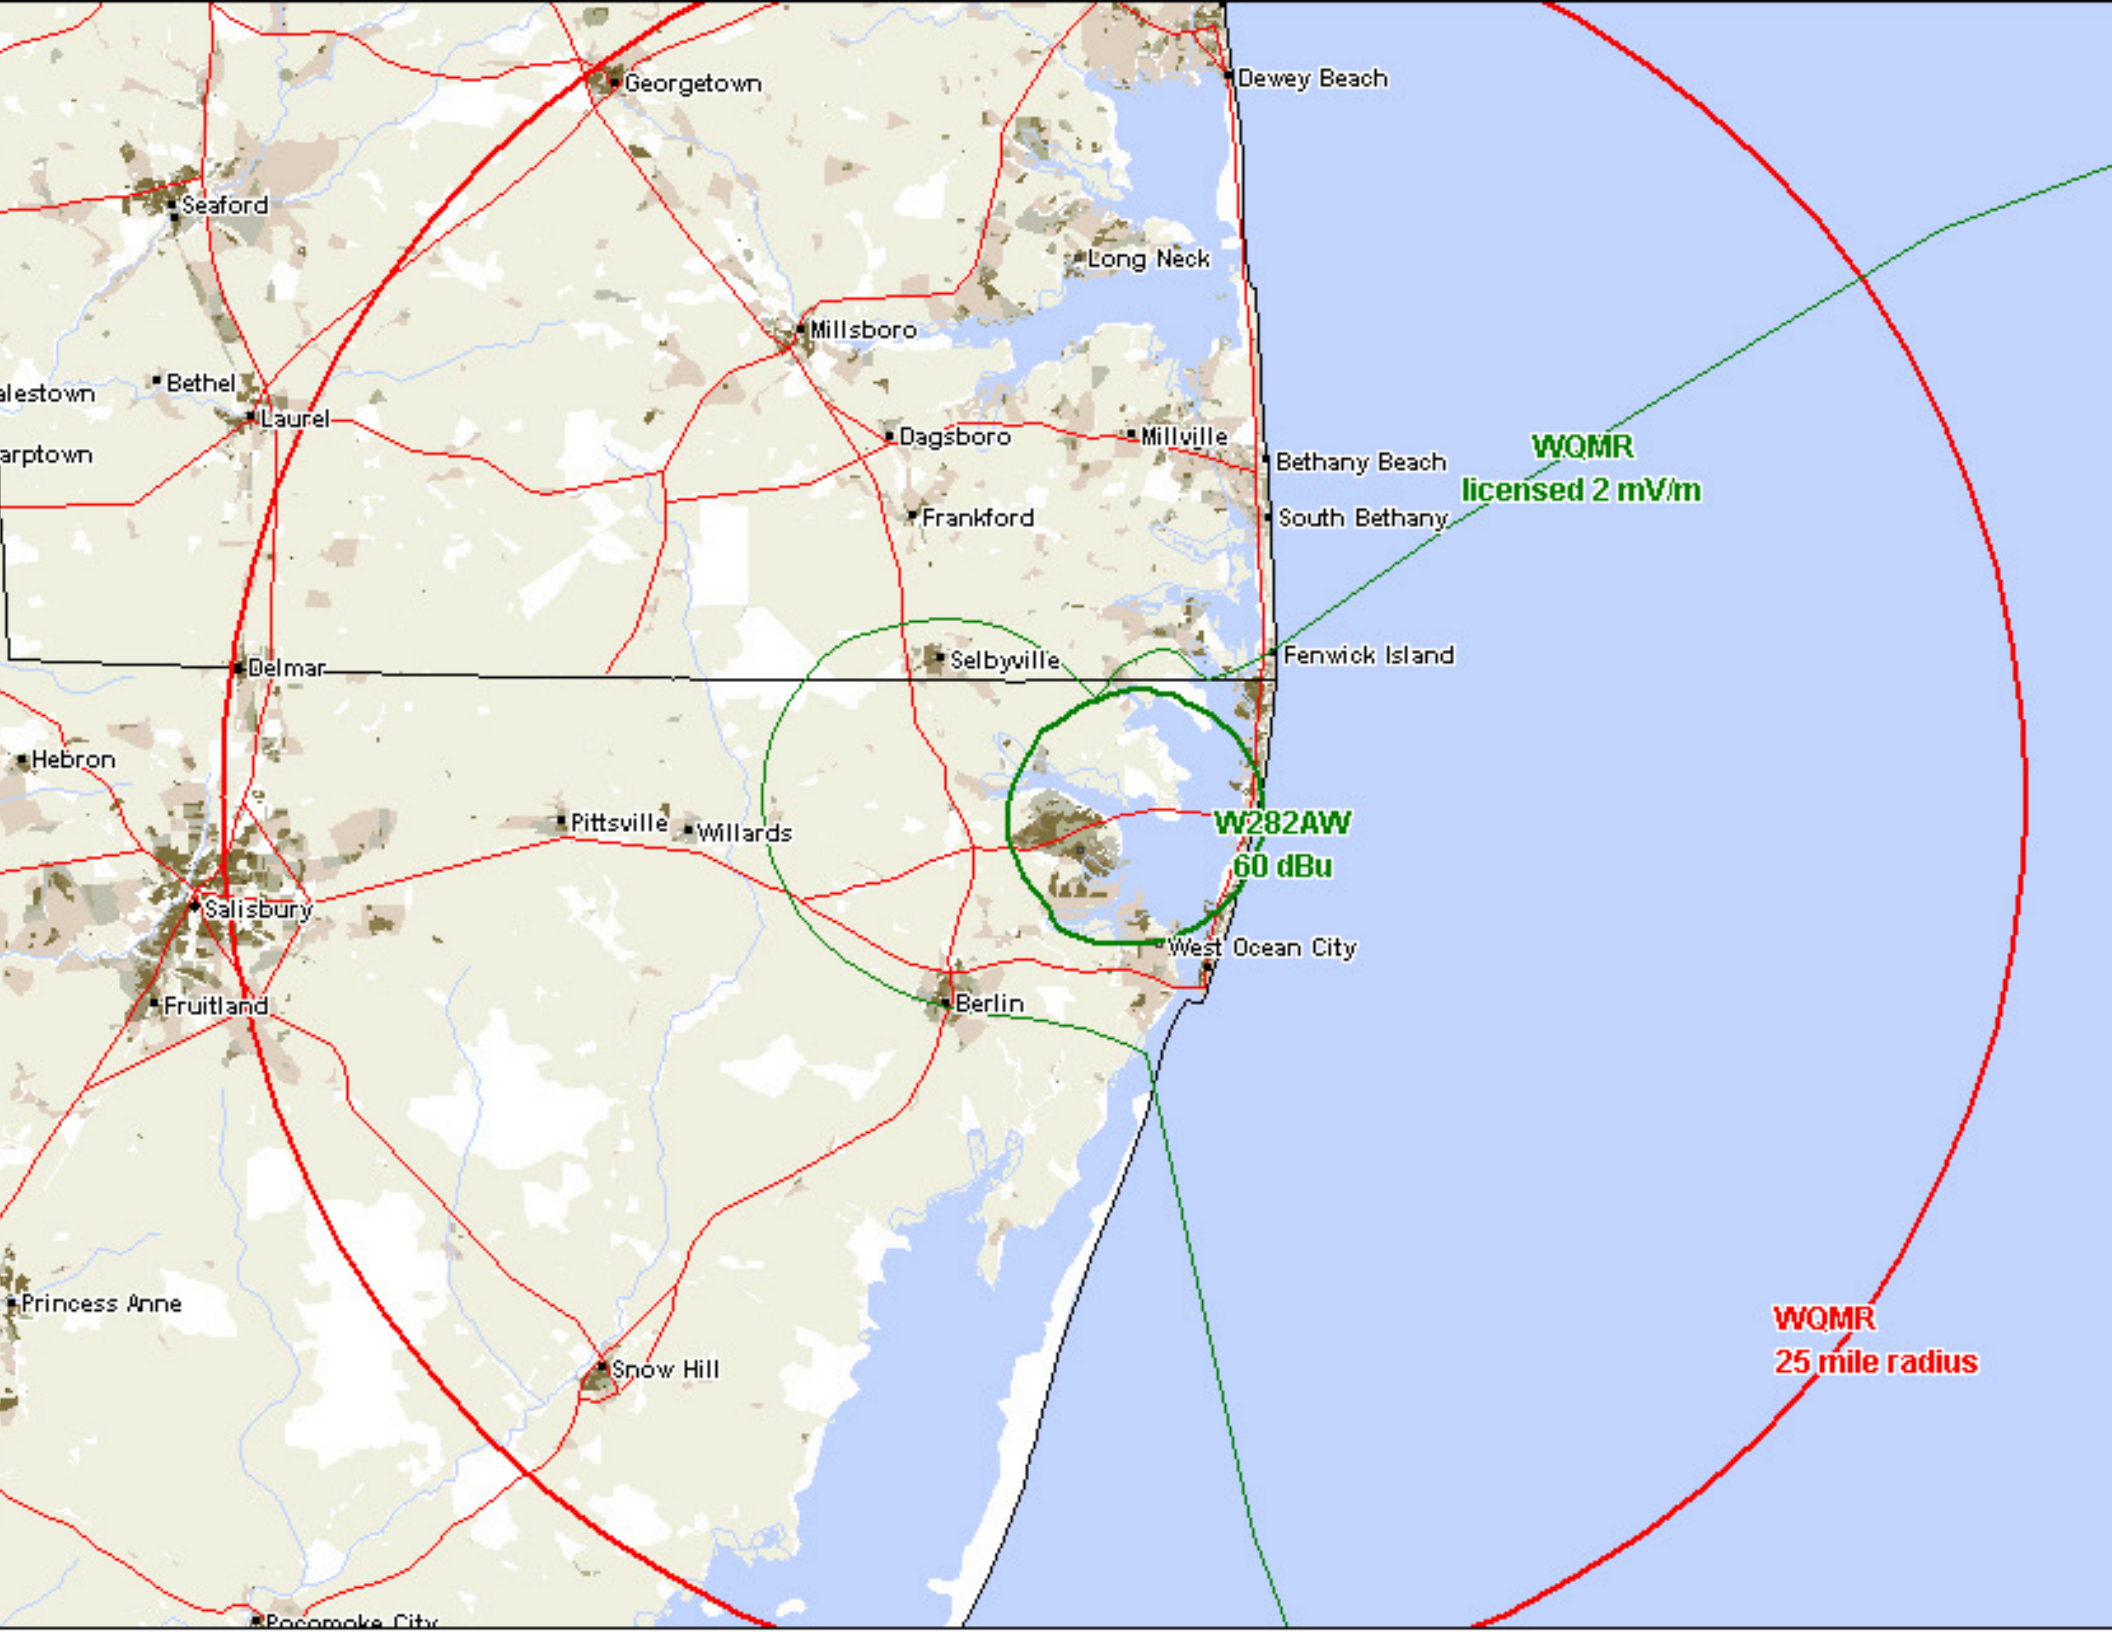 Dewey Beach
Georgetown
Seaford
Long Neck
Millsboro
Bethel
alestown
Laurel
Dagsboro
Millville
WQMR
licensed 2 mV/m
arptown
Bethany Beach
Frankford
South Bethany
Delmar
Selbyville
Fenwick Island
Hebron
Pittsville
Willards
W282AW
60 dBu
Salisbury
West Ocean City
Fruitland
Berlin
Princess Anne
WQMR
25 mile radius
Snow Hill
Pocomoke City